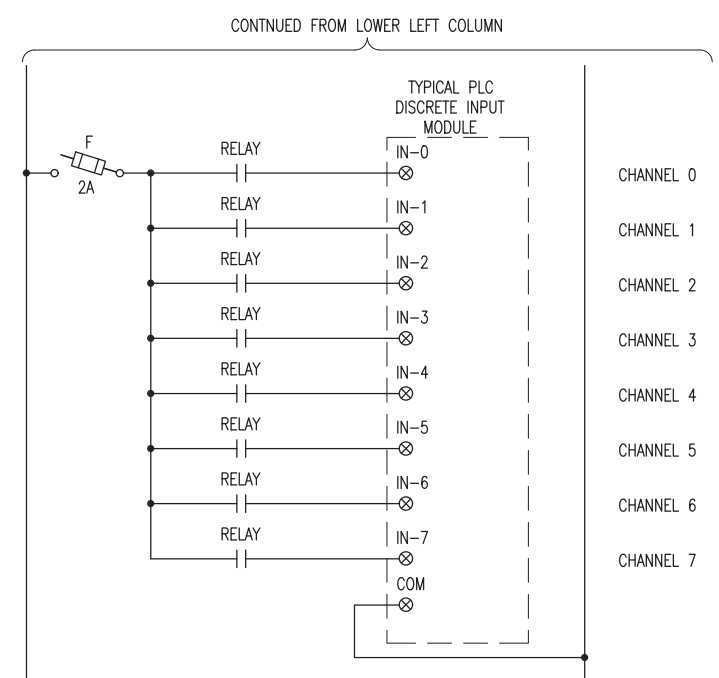 CONTNUED FROM LOWER LEFT COLUMN
TYPICAL PLC
DISCRETE INPUT
MODULE
F
2A
RELAY
IN-0
CHANNEL 0
RELAY
IN-1
CHANNEL 1
RELAY
IN-2
CHANNEL 2
RELAY
IN-3
CHANNEL 3
RELAY
IN-4
CHANNEL 4
RELAY
IN-5
CHANNEL 5
RELAY
IN-6
CHANNEL 6
RELAY
IN-7
CHANNEL 7
COM